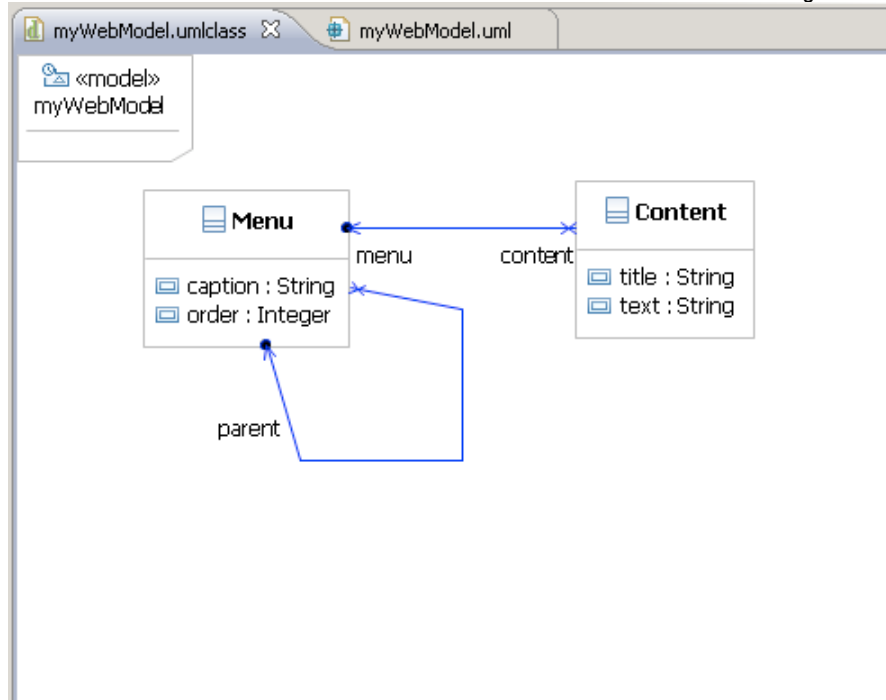 myWebModel.umlclass
myWebModel.uml
«model»
myWebModel
Menu
caption : String
order : Integer
menu
content
Content
title : String
text : String
parent